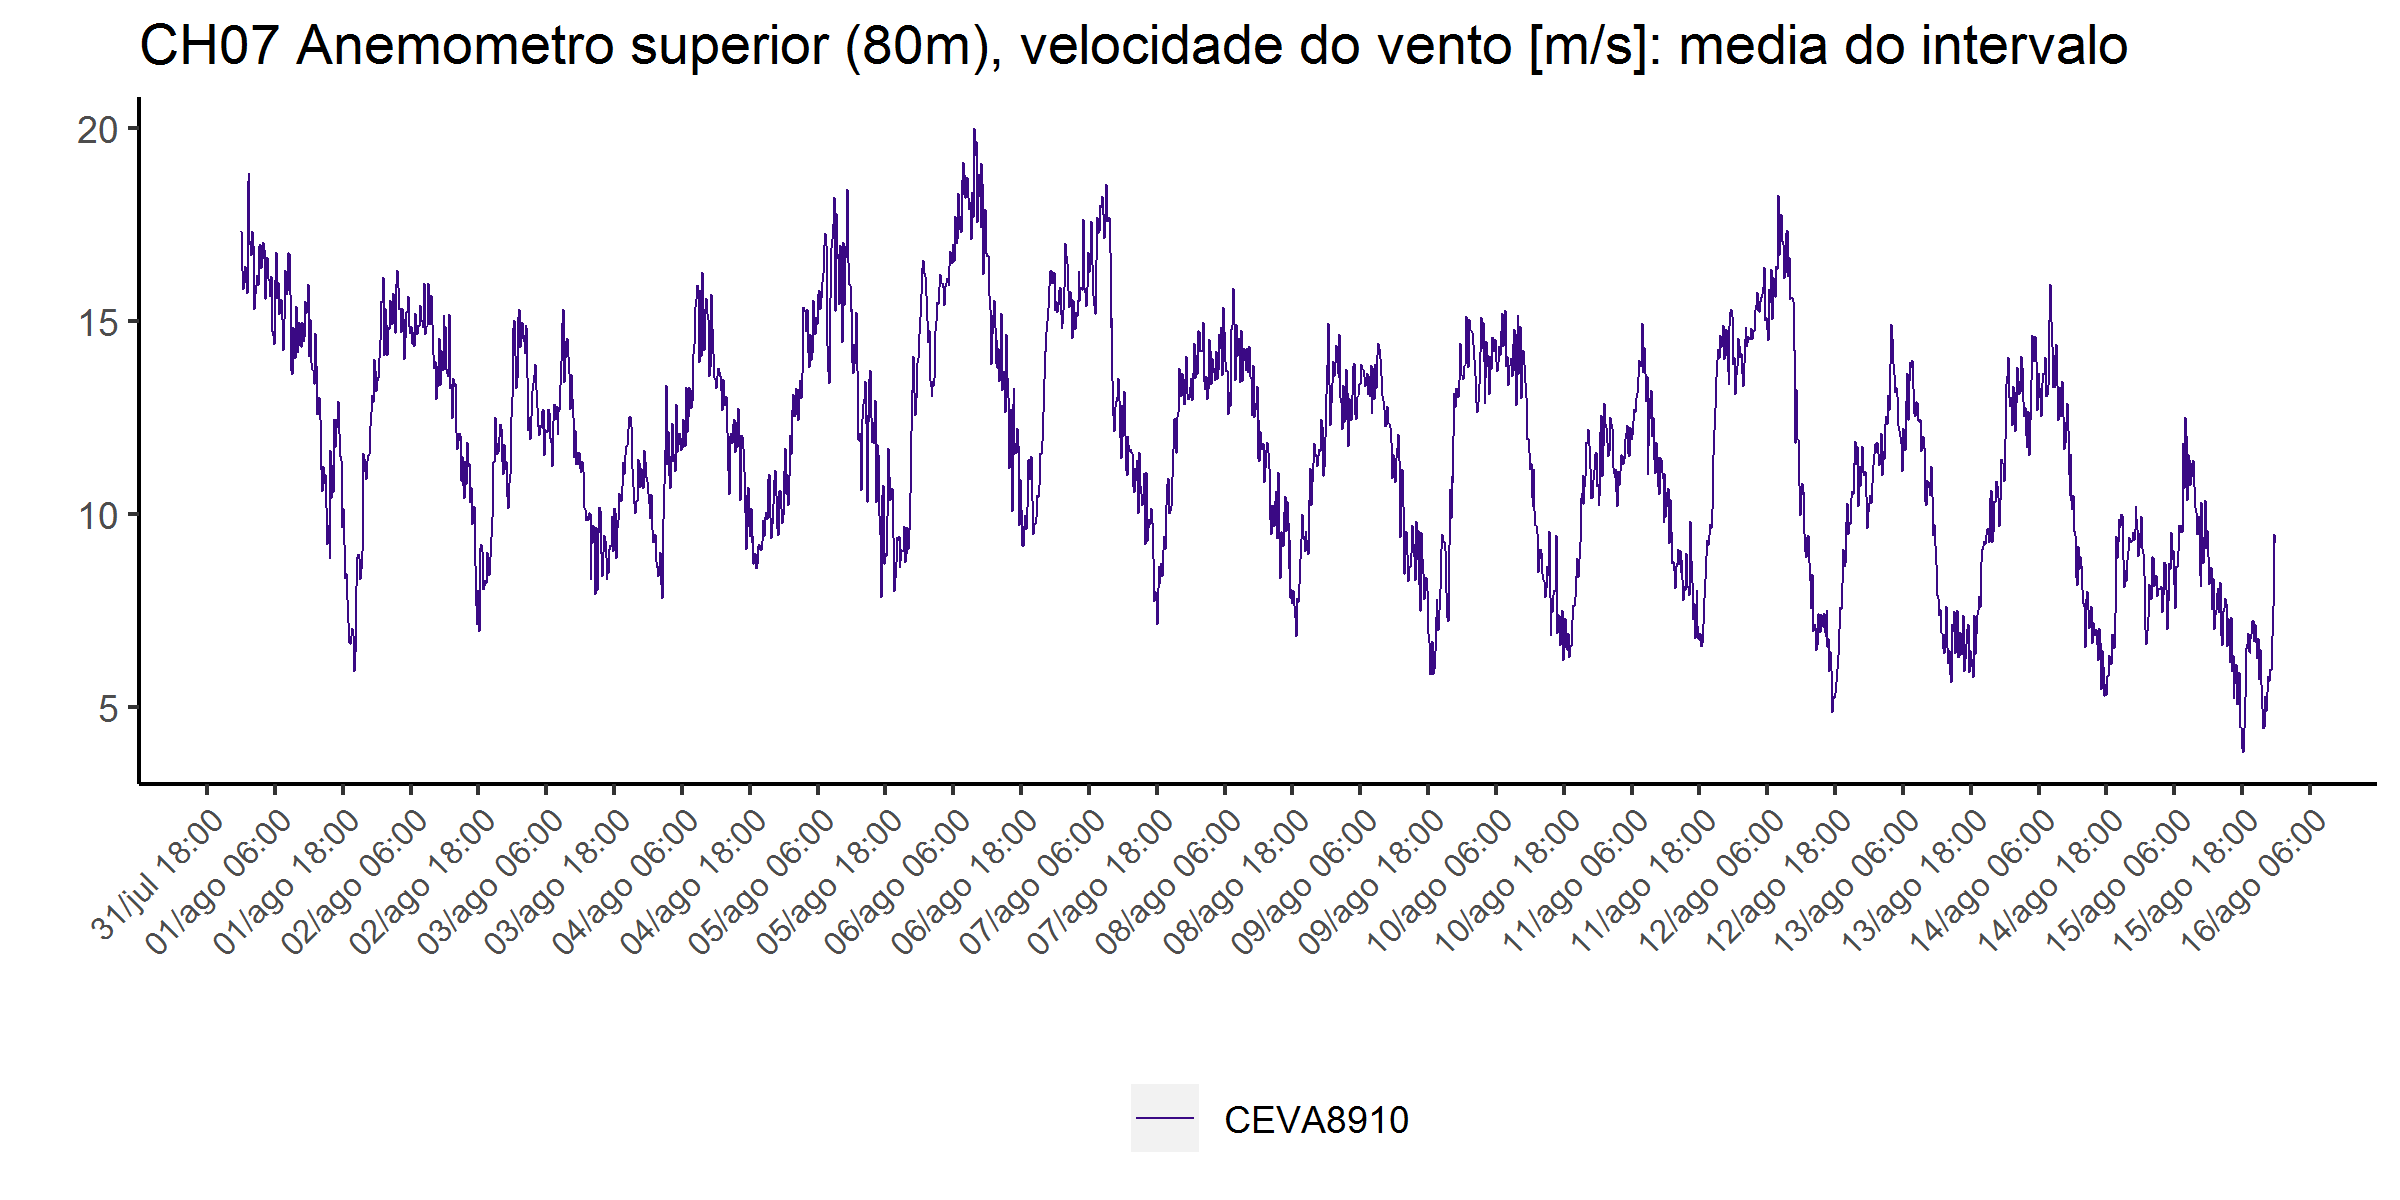 CH07 Anemometro superior (80m), velocidade do vento [m/s]: media do intervalo
20
15
10
5
31/jul 18:00
01/ago 06:00
01/ago 18:00
02/ago 06:00
02/ago 18:00
03/ago 06:00
03/ago 18:00
04/ago 06:00
04/ago 18:00
05/ago 06:00
05/ago 18:00
06/ago 06:00
06/ago 18:00
07/ago 06:00
07/ago 18:00
08/ago 06:00
08/ago 18:00
09/ago 06:00
09/ago 18:00
10/ago 06:00
10/ago 18:00
11/ago 06:00
11/ago 18:00
12/ago 06:00
12/ago 18:00
13/ago 06:00
13/ago 18:00
14/ago 06:00
14/ago 18:00
15/ago 06:00
15/ago 18:00
16/ago 06:00
CEVA8910